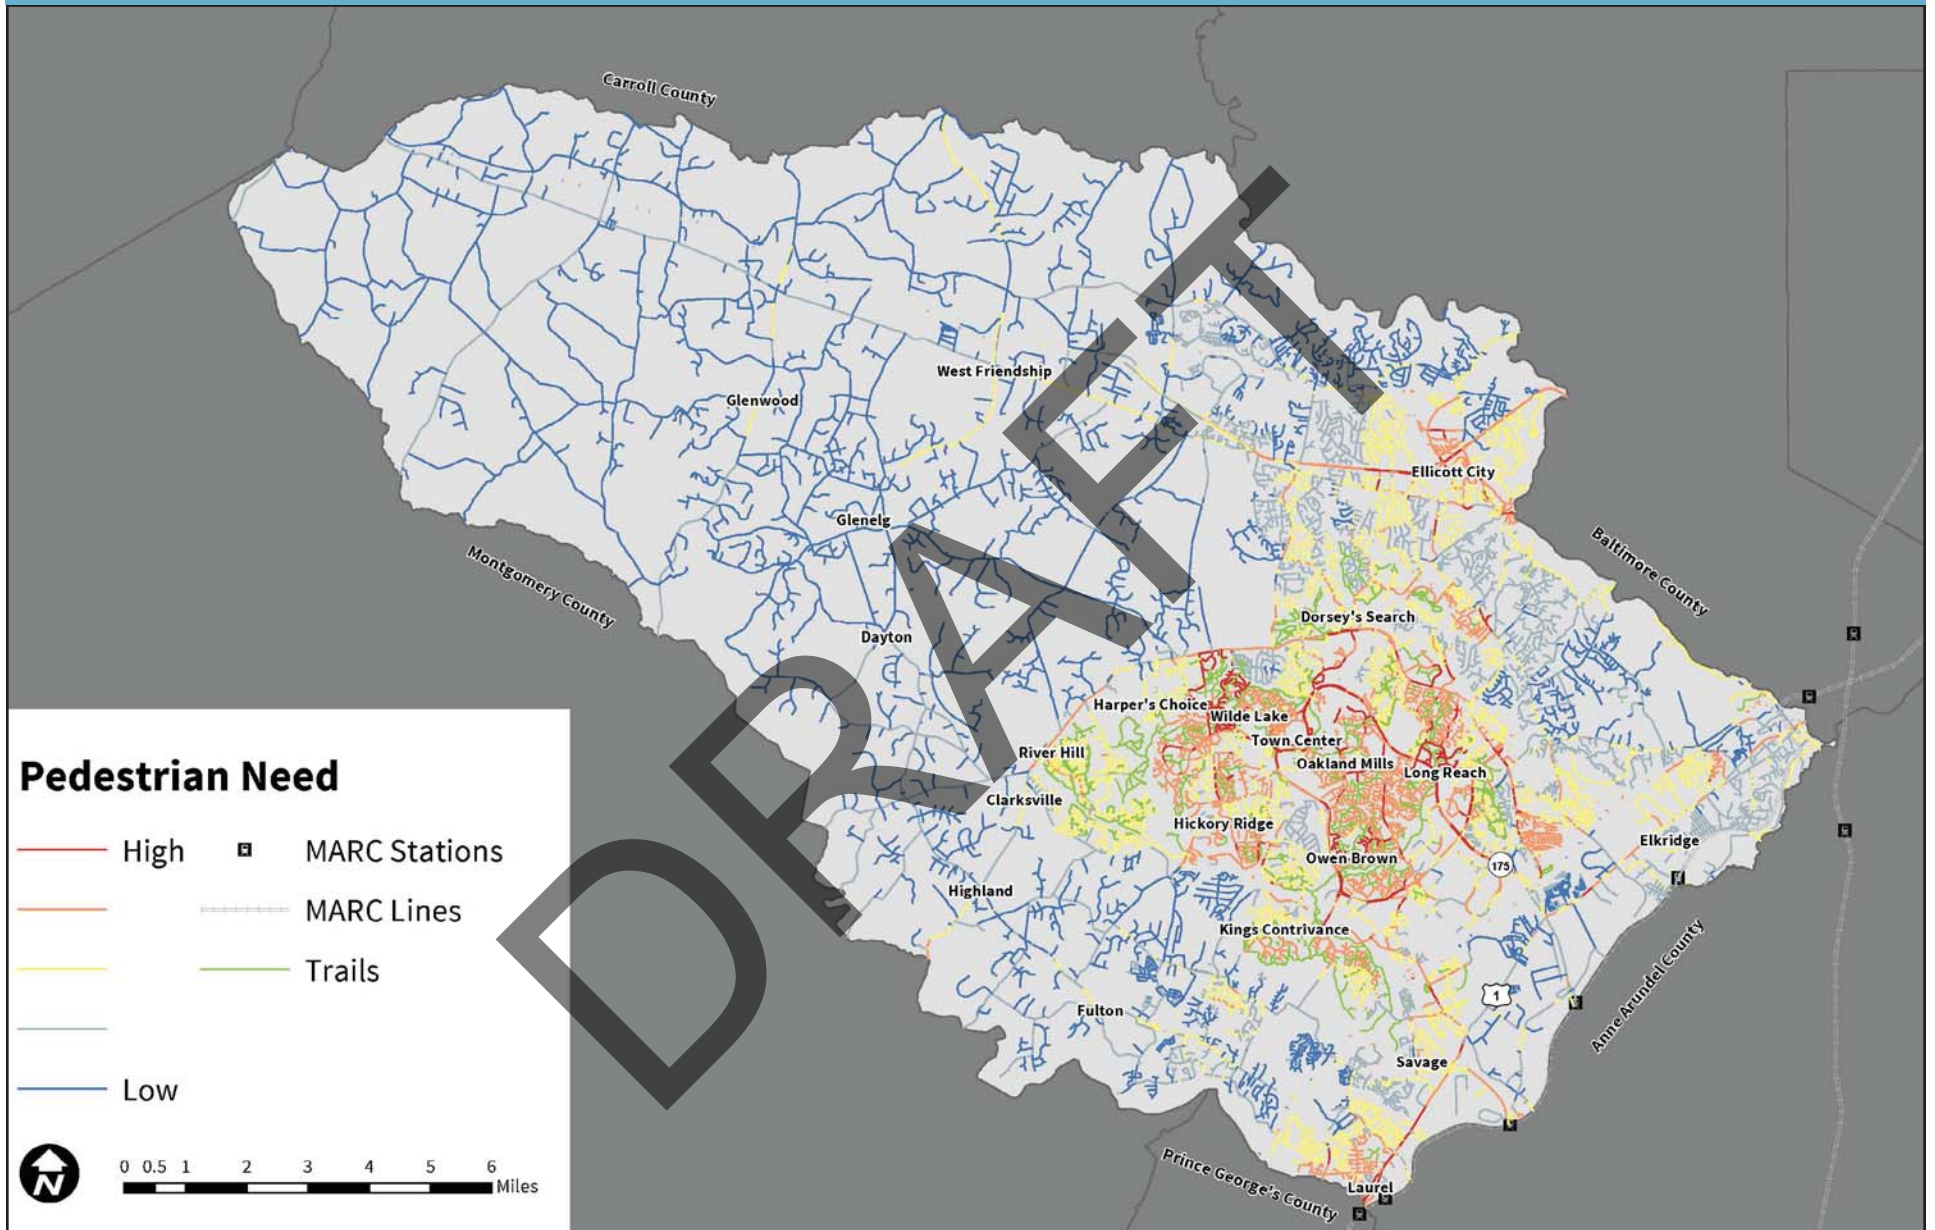 Carroll County
West Friendship
Glenwood
Ellicott City
Glenelg
Baltimore County
Montgomery County
Dorsey's Search
Dayton
Harper's Choice
Wilde Lake
Town Center
River Hill
Oakland Mills
Long Reach
Clarksville
Hickory Ridge
Elkridge
Owen Brown
175
Highland
Kings Contrivance
Anne Arundel County
1
Fulton
Savage
Prince George's County
Laurel
DRAFT
Pedestrian Need
High
MARC Stations
MARC Lines
Trails
Low
N
0 0.5 1 2 3 4 5 6
Miles